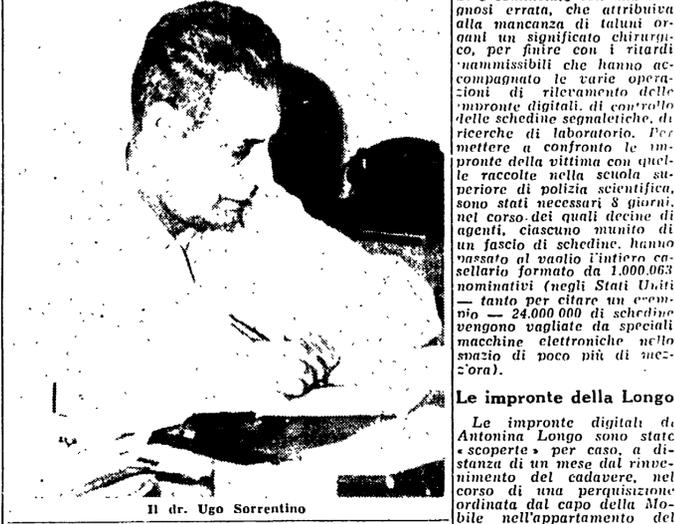 Il dr. Ugo Sorrentino
gnosi errata, che attribuiva
alla mancanza di taluni or-
gani un significato chirurgi-
co, per finire con i ritardi
nammissibili che hanno ac-
compagnato le varie opera-
zioni di rilevamento delle
impronte digitali, di controllo
delle schedine segnaletiche, di
ricerche di laboratorio. Per
mettere a confronto le im-
pronte della vittima con quel-
le raccolte nella scuola su-
periore di polizia scientifica,
sono stati necessari 8 giorni,
nel corso dei quali decine di
agenti, ciascuno munito di
un fascio di schedine, hanno
passato al vaglio l'intiero ca-
sellario formato da 1.000.063
nominativi (negli Stati Uniti
— tanto per citare un esem-
pio — 24.000 000 di schedine
vengono vagliate da speciali
macchine elettroniche nello
spazio di poco più di mez-
z'ora).
Le impronte della Longo
Le impronte digitali di
Antonina Longo sono state
« scoperte » per caso, a di-
stanza di un mese dal rinve-
nimento del cadavere, nel
corso di una perquisizione
ordinata dal capo della Mo-
bile nell'appartamento del